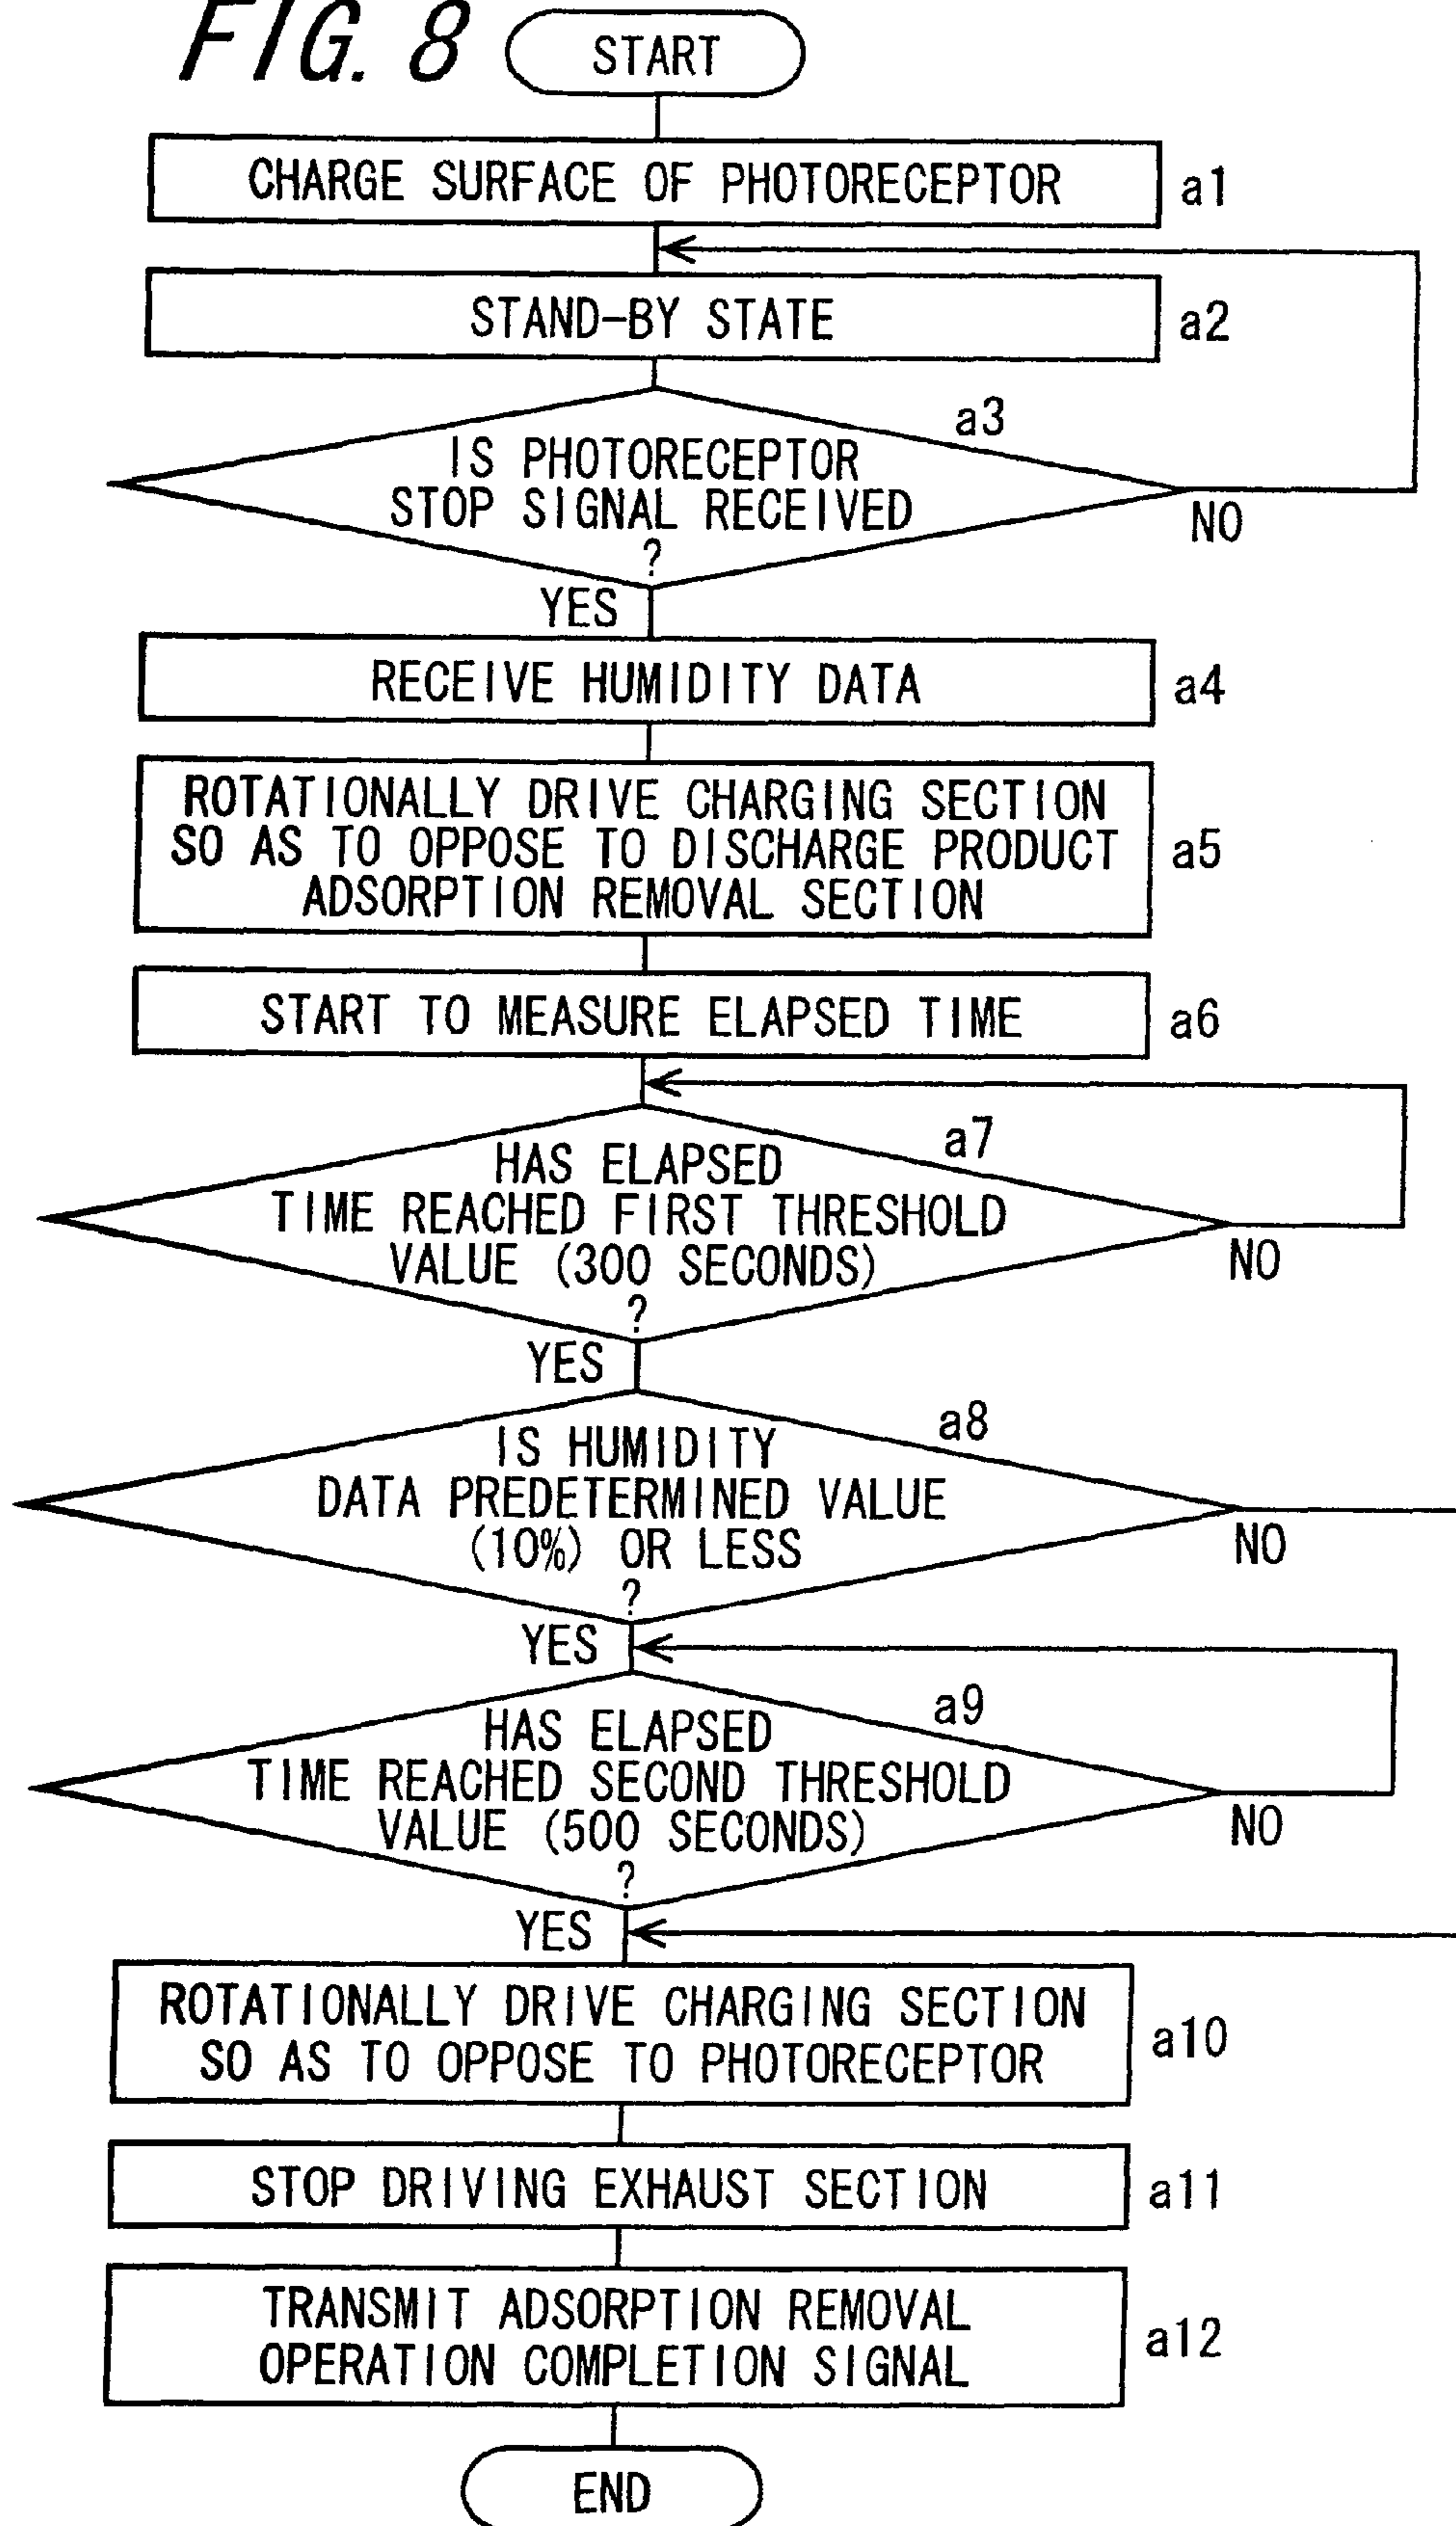 FIG. 8
START
CHARGE SURFACE OF PHOTORECEPTOR
a1
STAND-BY STATE
a2
a3
IS PHOTORECEPTOR
STOP SIGNAL RECEIVED
?
NO
YES
RECEIVE HUMIDITY DATA
a4
ROTATIONALLY DRIVE CHARGING SECTION
SO AS TO OPPOSE TO DISCHARGE PRODUCT
ADSORPTION REMOVAL SECTION
a5
START TO MEASURE ELAPSED TIME
a6
a7
HAS ELAPSED
TIME REACHED FIRST THRESHOLD
VALUE (300 SECONDS)
?
NO
YES
a8
IS HUMIDITY
DATA PREDETERMINED VALUE
(10%) OR LESS
?
NO
YES
a9
HAS ELAPSED
TIME REACHED SECOND THRESHOLD
VALUE (500 SECONDS)
?
NO
YES
ROTATIONALLY DRIVE CHARGING SECTION
SO AS TO OPPOSE TO PHOTORECEPTOR
a10
STOP DRIVING EXHAUST SECTION
a11
TRANSMIT ADSORPTION REMOVAL
OPERATION COMPLETION SIGNAL
a12
END